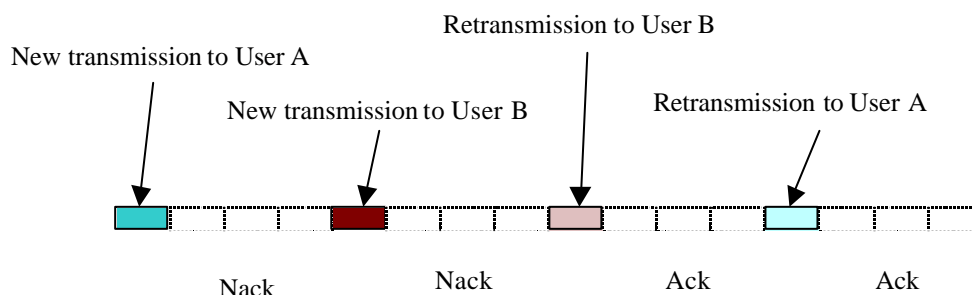 Retransmission to User B
New transmission to User A
Retransmission to User A
New transmission to User B
Nack
Nack
Ack
Ack